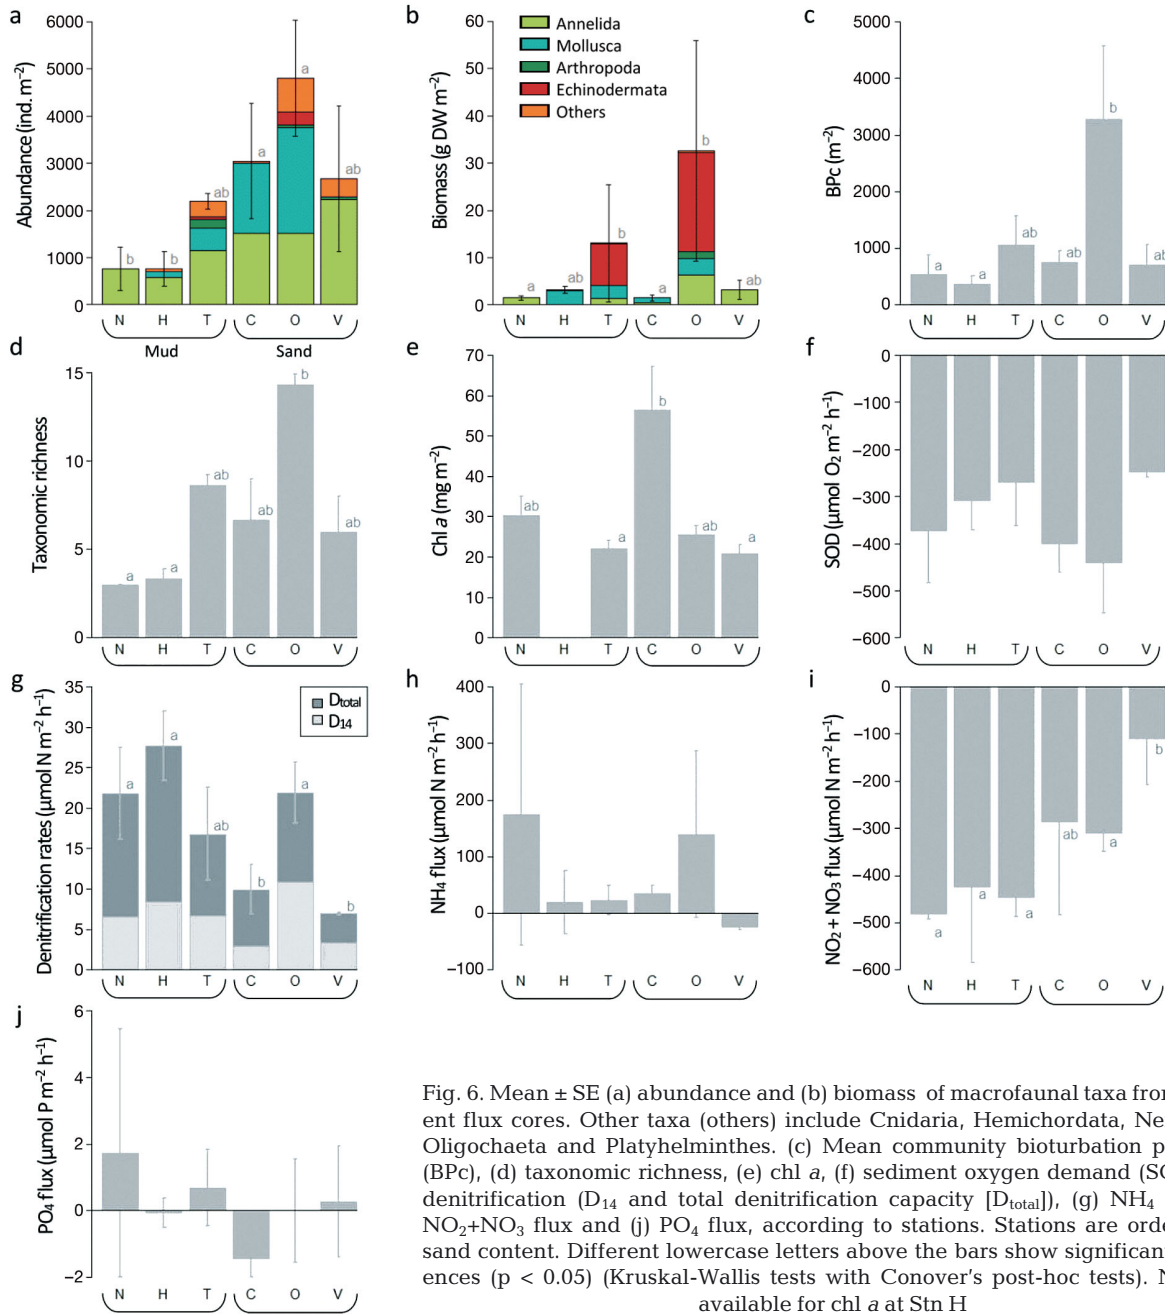 a
6000
5000
4000
3000
2000
1000
0
Abundance (ind. m⁻²)
b
b
ab
a
a
ab
N H T C O V
Mud Sand
b
60
50
40
30
20
10
0
Biomass (g DW m⁻²)
Annelida
Mollusca
Arthropoda
Echinodermata
Others
a
ab
b
a
b
ab
N H T C O V
c
5000
4000
3000
2000
1000
0
BPc (m⁻²)
a
a
ab
ab
b
ab
N H T C O V
d
15
10
5
0
Taxonomic richness
a
a
ab
ab
b
ab
N H T C O V
e
70
60
50
40
30
20
10
0
Chl a (mg m⁻²)
ab
a
b
ab
a
N H T C O V
f
0
−100
−200
−300
−400
−500
−600
SOD (µmol O₂ m⁻² h⁻¹)
N H T C O V
g
35
30
25
20
15
10
5
0
Denitrification rates (µmol N m⁻² h⁻¹)
Dtotal
D14
a
a
ab
b
a
b
N H T C O V
h
400
300
200
100
0
−100
NH₄ flux (µmol N m⁻² h⁻¹)
N H T C O V
i
0
−100
−200
−300
−400
−500
−600
NO₂ + NO₃ flux (µmol N m⁻² h⁻¹)
a
a
a
ab
a
b
N H T C O V
j
6
4
2
0
−2
PO₄ flux (µmol P m⁻² h⁻¹)
N H T C O V
Fig. 6. Mean ± SE (a) abundance and (b) biomass of macrofaunal taxa from
ent flux cores. Other taxa (others) include Cnidaria, Hemichordata, Ne
Oligochaeta and Platyhelminthes. (c) Mean community bioturbation p
(BPc), (d) taxonomic richness, (e) chl a, (f) sediment oxygen demand (SO
denitrification (D₁₄ and total denitrification capacity [Dtotal]), (g) NH₄
NO₂+NO₃ flux and (j) PO₄ flux, according to stations. Stations are orde
sand content. Different lowercase letters above the bars show significan
ences (p < 0.05) (Kruskal-Wallis tests with Conover's post-hoc tests). N
available for chl a at Stn H